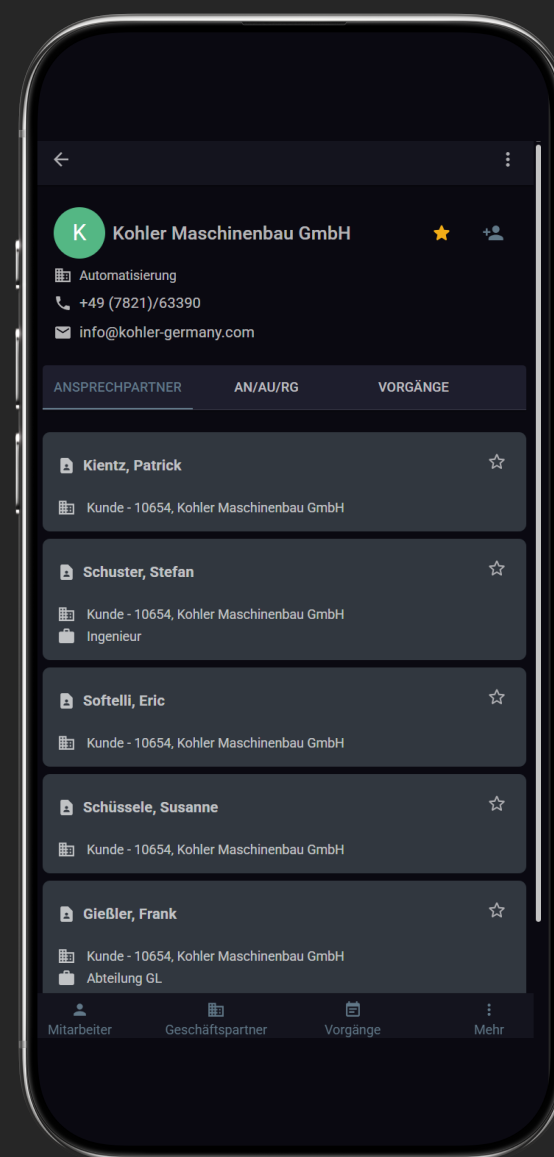 K
Kohler Maschinenbau GmbH
Automatisierung
+49 (7821)/63390
info@kohler-germany.com
ANSPRECHPARTNER AN/AU/RG VORGÄNGE
Kientz, Patrick
Kunde - 10654, Kohler Maschinenbau GmbH
Schuster, Stefan
Kunde - 10654, Kohler Maschinenbau GmbH
Ingenieur
Softelli, Eric
Kunde - 10654, Kohler Maschinenbau GmbH
Schüssele, Susanne
Kunde - 10654, Kohler Maschinenbau GmbH
Gießler, Frank
Kunde - 10654, Kohler Maschinenbau GmbH
Abteilung GL
Mitarbeiter Geschäftspartner Vorgänge Mehr